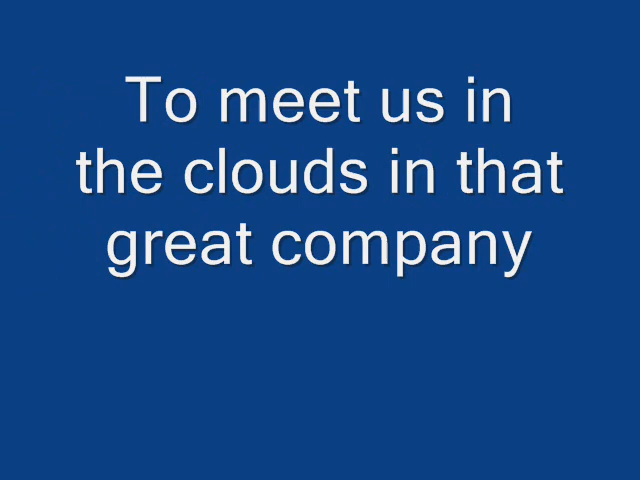 To meet us in
the clouds in that
great company